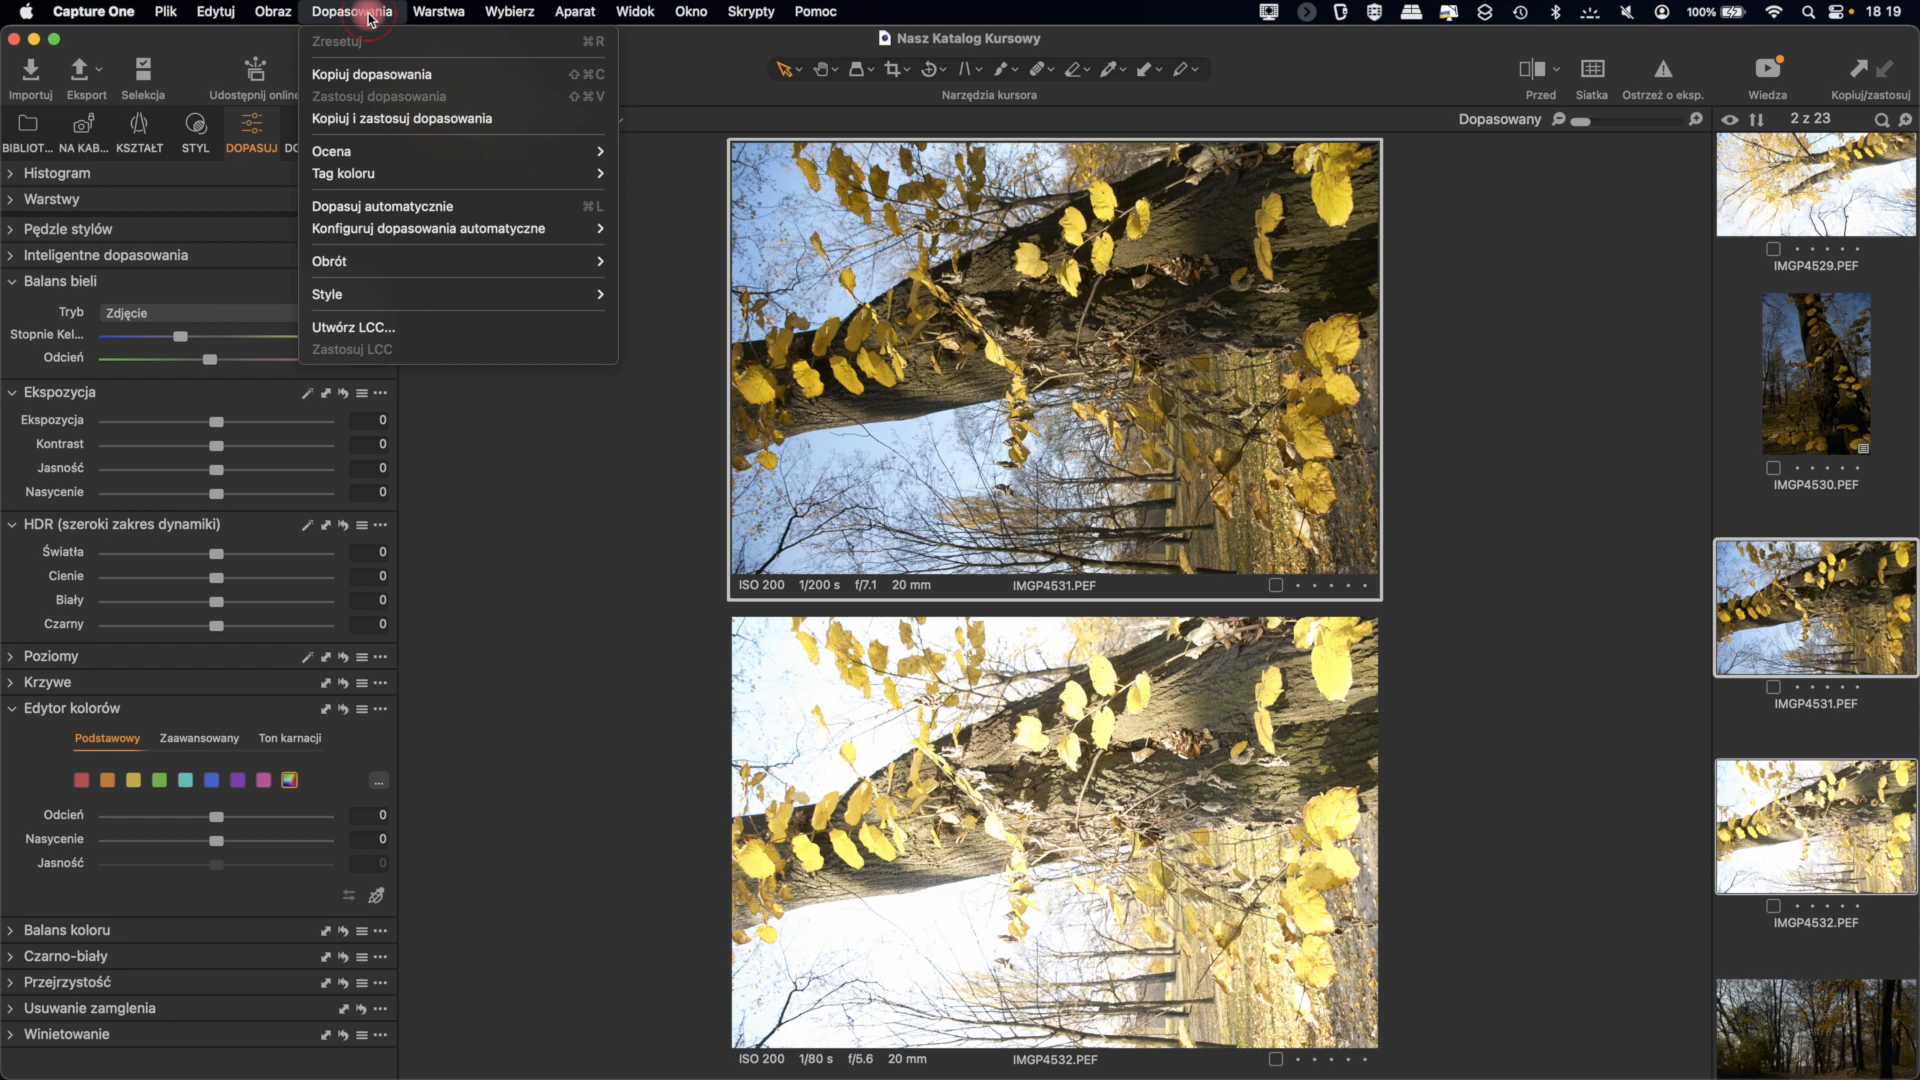 Capture One Plik Edytuj Obraz Dopasowania Warstwa Wybierz Aparat Widok Okno Skrypty Pomoc 100% 18 19
Nasz Katalog Kursowy
Importuj Eksport Selekcja Udostępnij online Narzędzia kursora Przed Siatka Ostrzeż o eksp. Wiedza Kopiuj/zastosuj
Zresetuj ⌘R
Kopiuj dopasowania ⇧⌘C
Zastosuj dopasowania ⇧⌘V
Kopiuj i zastosuj dopasowania
Ocena
Tag koloru
Dopasuj automatycznie ⌘L
Konfiguruj dopasowania automatyczne
Obrót
Style
Utwórz LCC...
Zastosuj LCC
BIBLIOT... NA KAB... KSZTAŁT STYL DOPASUJ DO
Dopasowany 2 z 23
Histogram
Warstwy
Pędzle stylów
Inteligentne dopasowania
Balans bieli
Tryb Zdjęcie
Stopnie Kel...
Odcień
Ekspozycja
Ekspozycja 0
Kontrast 0
Jasność 0
Nasycenie 0
HDR (szeroki zakres dynamiki)
Światła 0
Cienie 0
Biały 0
Czarny 0
Poziomy
Krzywe
Edytor kolorów
Podstawowy Zaawansowany Ton karnacji
...
Odcień 0
Nasycenie 0
Jasność 0
Balans koloru
Czarno-biały
Przejrzystość
Usuwanie zamglenia
Winietowanie
ISO 200 1/200 s f/7.1 20 mm IMGP4531.PEF
ISO 200 1/80 s f/5.6 20 mm IMGP4532.PEF
IMGP4529.PEF
IMGP4530.PEF
IMGP4531.PEF
IMGP4532.PEF